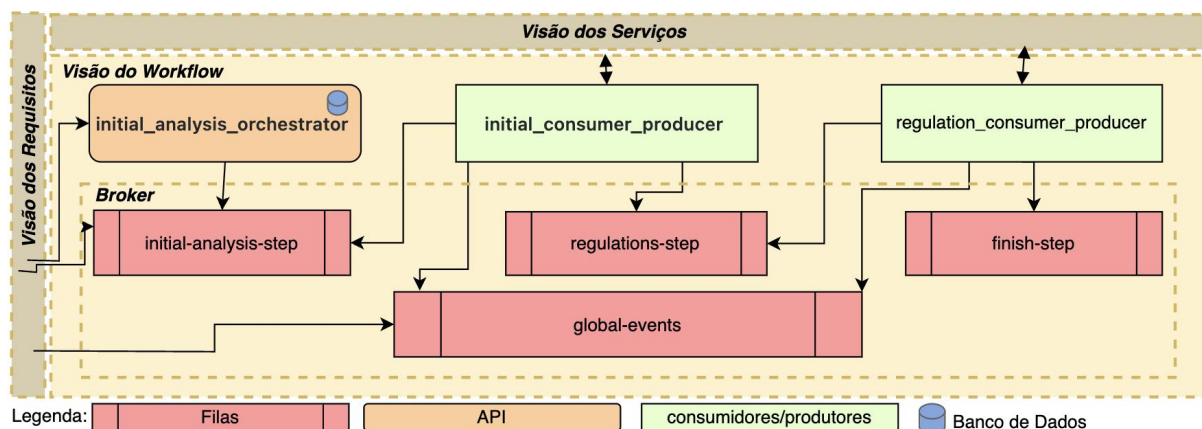 Visão dos Serviços
Visão dos Requisitos
Visão do Workflow
initial_analysis_orchestrator
initial_consumer_producer
regulation_consumer_producer
Broker
initial-analysis-step
regulations-step
finish-step
global-events
Legenda:
Filas
API
consumidores/produtores
Banco de Dados